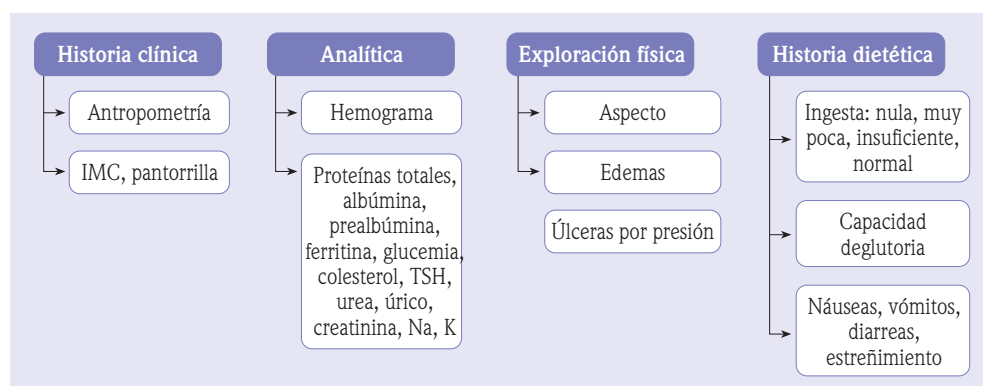 Historia clínica
Antropometría
IMC, pantorrilla
Analítica
Hemograma
Proteínas totales,
albúmina,
prealbúmina,
ferritina, glucemia,
colesterol, TSH,
urea, úrico,
creatinina, Na, K
Exploración física
Aspecto
Edemas
Úlceras por presión
Historia dietética
Ingesta: nula, muy
poca, insuficiente,
normal
Capacidad
deglutoria
Náuseas, vómitos,
diarreas,
estreñimiento